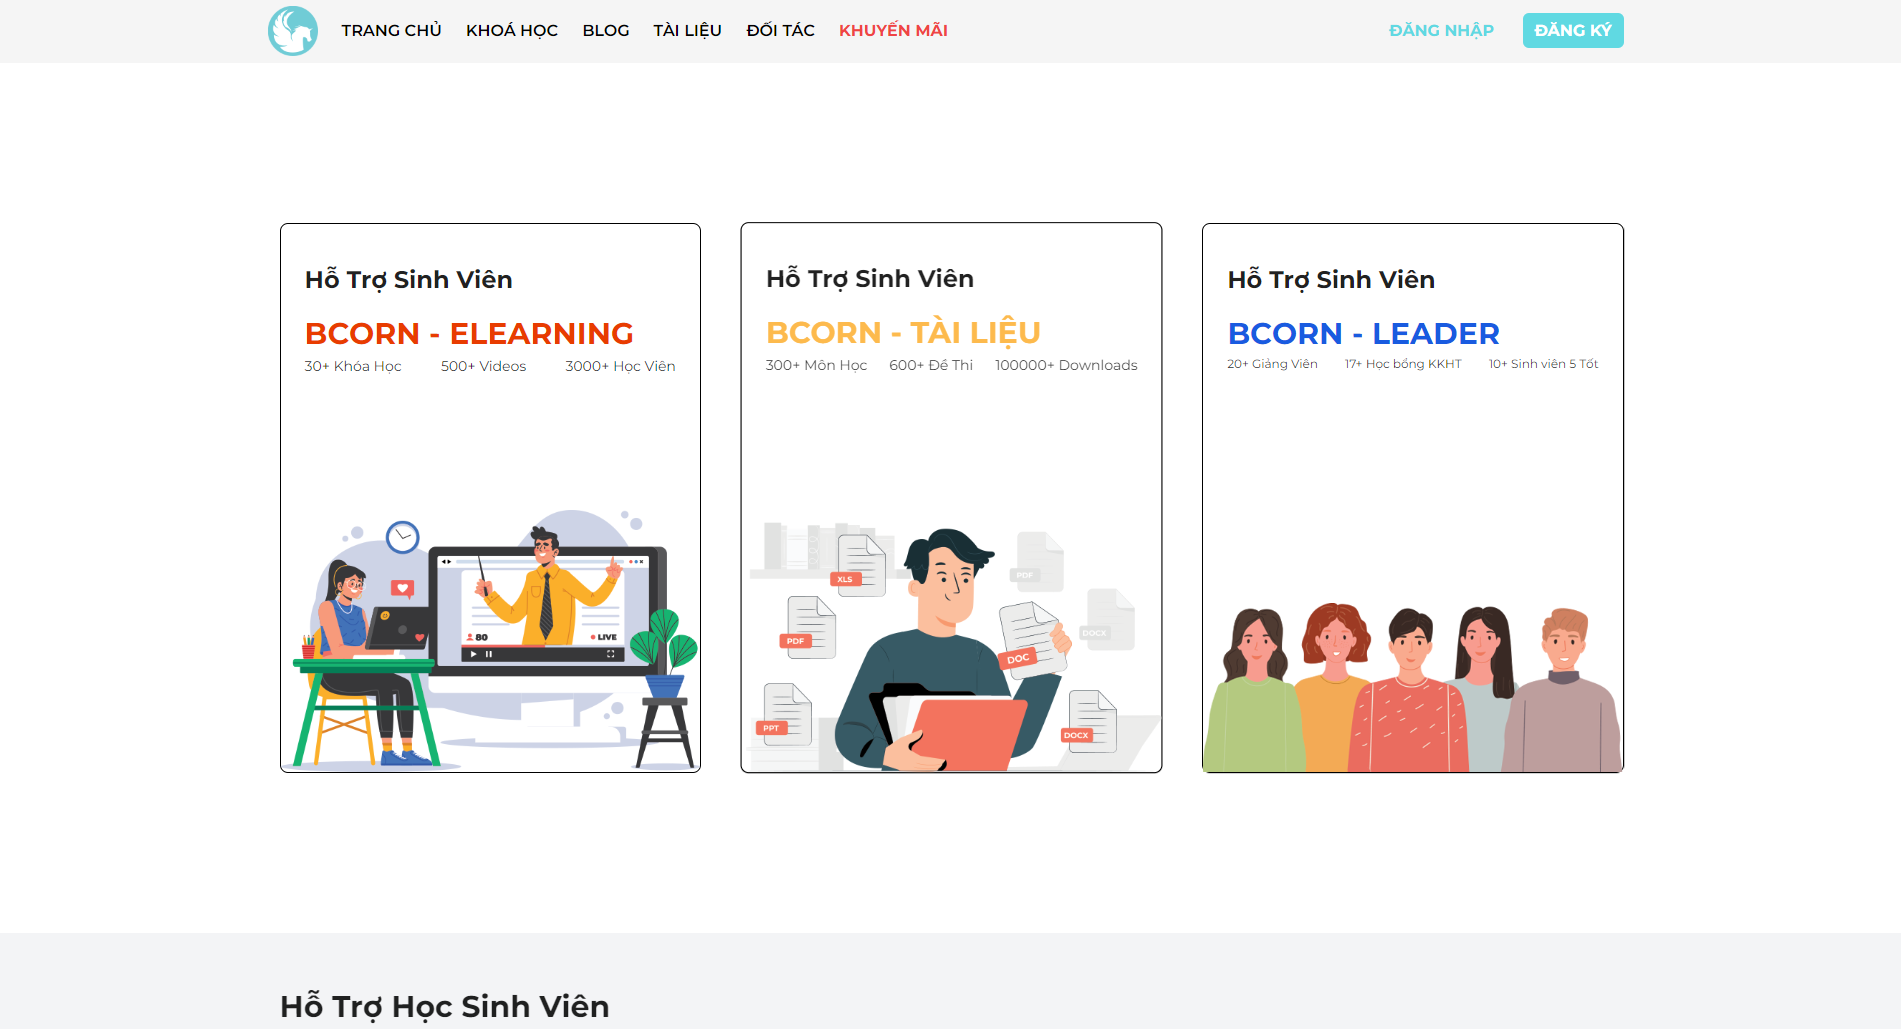 TRANG CHỦ KHOÁ HỌC BLOG TÀI LIỆU ĐỐI TÁC KHUYẾN MÃI ĐĂNG NHẬP ĐĂNG KÝ
Hỗ Trợ Sinh Viên
BCORN - ELEARNING
30+ Khóa Học 500+ Videos 3000+ Học Viên
80
LIVE
Hỗ Trợ Sinh Viên
BCORN - TÀI LIỆU
300+ Môn Học 600+ Đề Thi 100000+ Downloads
XLS
PDF
PDF
DOCX
DOC
PPT
DOCX
Hỗ Trợ Sinh Viên
BCORN - LEADER
20+ Giảng Viên 17+ Học bổng KKHT 10+ Sinh viên 5 Tốt
Hỗ Trợ Học Sinh Viên